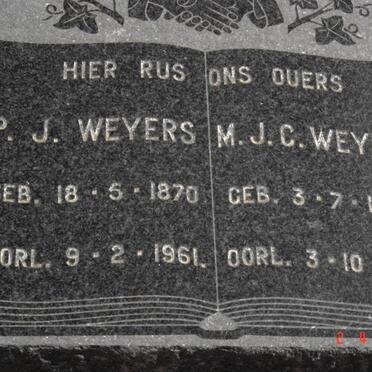 HIER RUS ONS OUERS
P. J. WEYERS M.J.C. WEY
EB. 18-5-1870 GEB. 3-7-1
ORL. 9-2-1961. OORL. 3-10